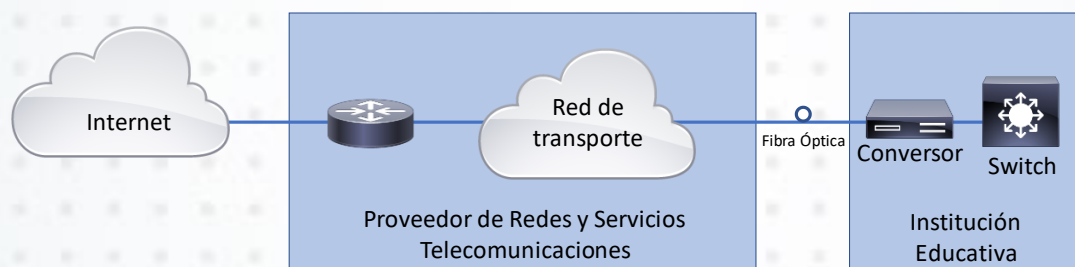 Internet
Red de
transporte
Fibra Óptica
Conversor
Switch
Proveedor de Redes y Servicios
Telecomunicaciones
Institución
Educativa